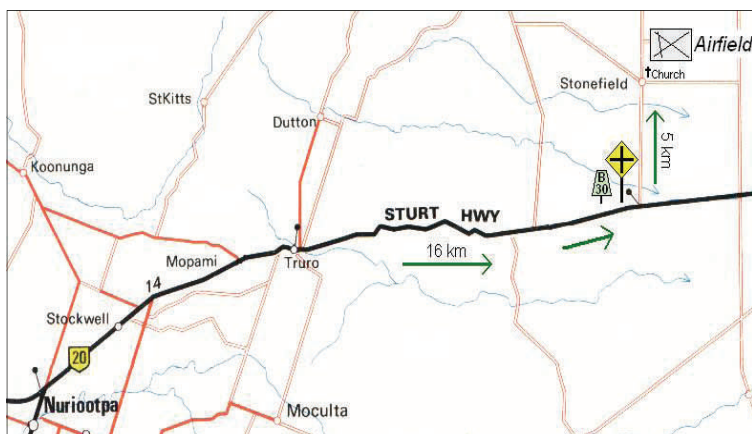 Airfield
†Church
Stonefield
StKitts
Dutton
5 km
Koonunga
B
30
STURT HWY
16 km
Truro
Mopami
14
Stockwell
20
Nuriootpa
Moculta